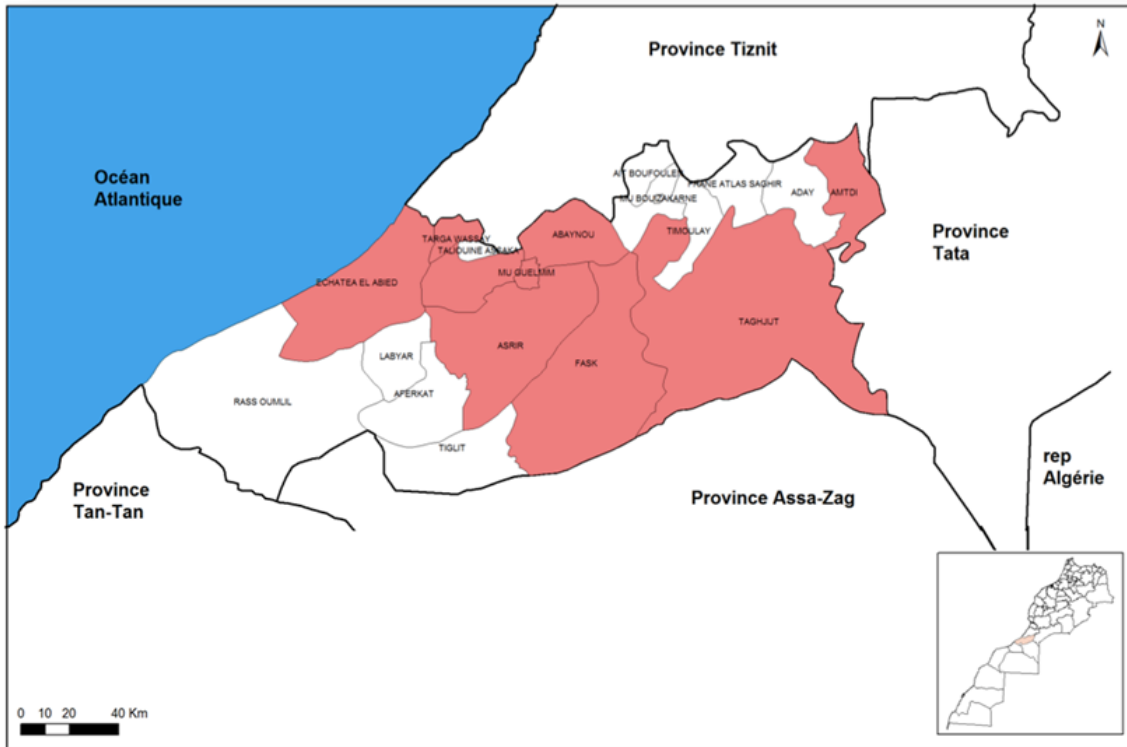 Province Tiznit
N
Océan
Atlantique
AIT BOUFOULEN
IFRANE ATLAS SAGHIR
ADAY
AMTDI
MU BOUIZAKARNE
TARGA WASSAY
ABAYNOU
TIMOULAY
Province
Tata
TALIOUINE ASSAKA
MU GUELMIM
ECHATEA EL ABIED
TAGHJIJT
ASRIR
FASK
LABYAR
AFERKAT
RASS OUMLIL
TIGLIT
rep
Algérie
Province
Tan-Tan
Province Assa-Zag
0 10 20 40 Km